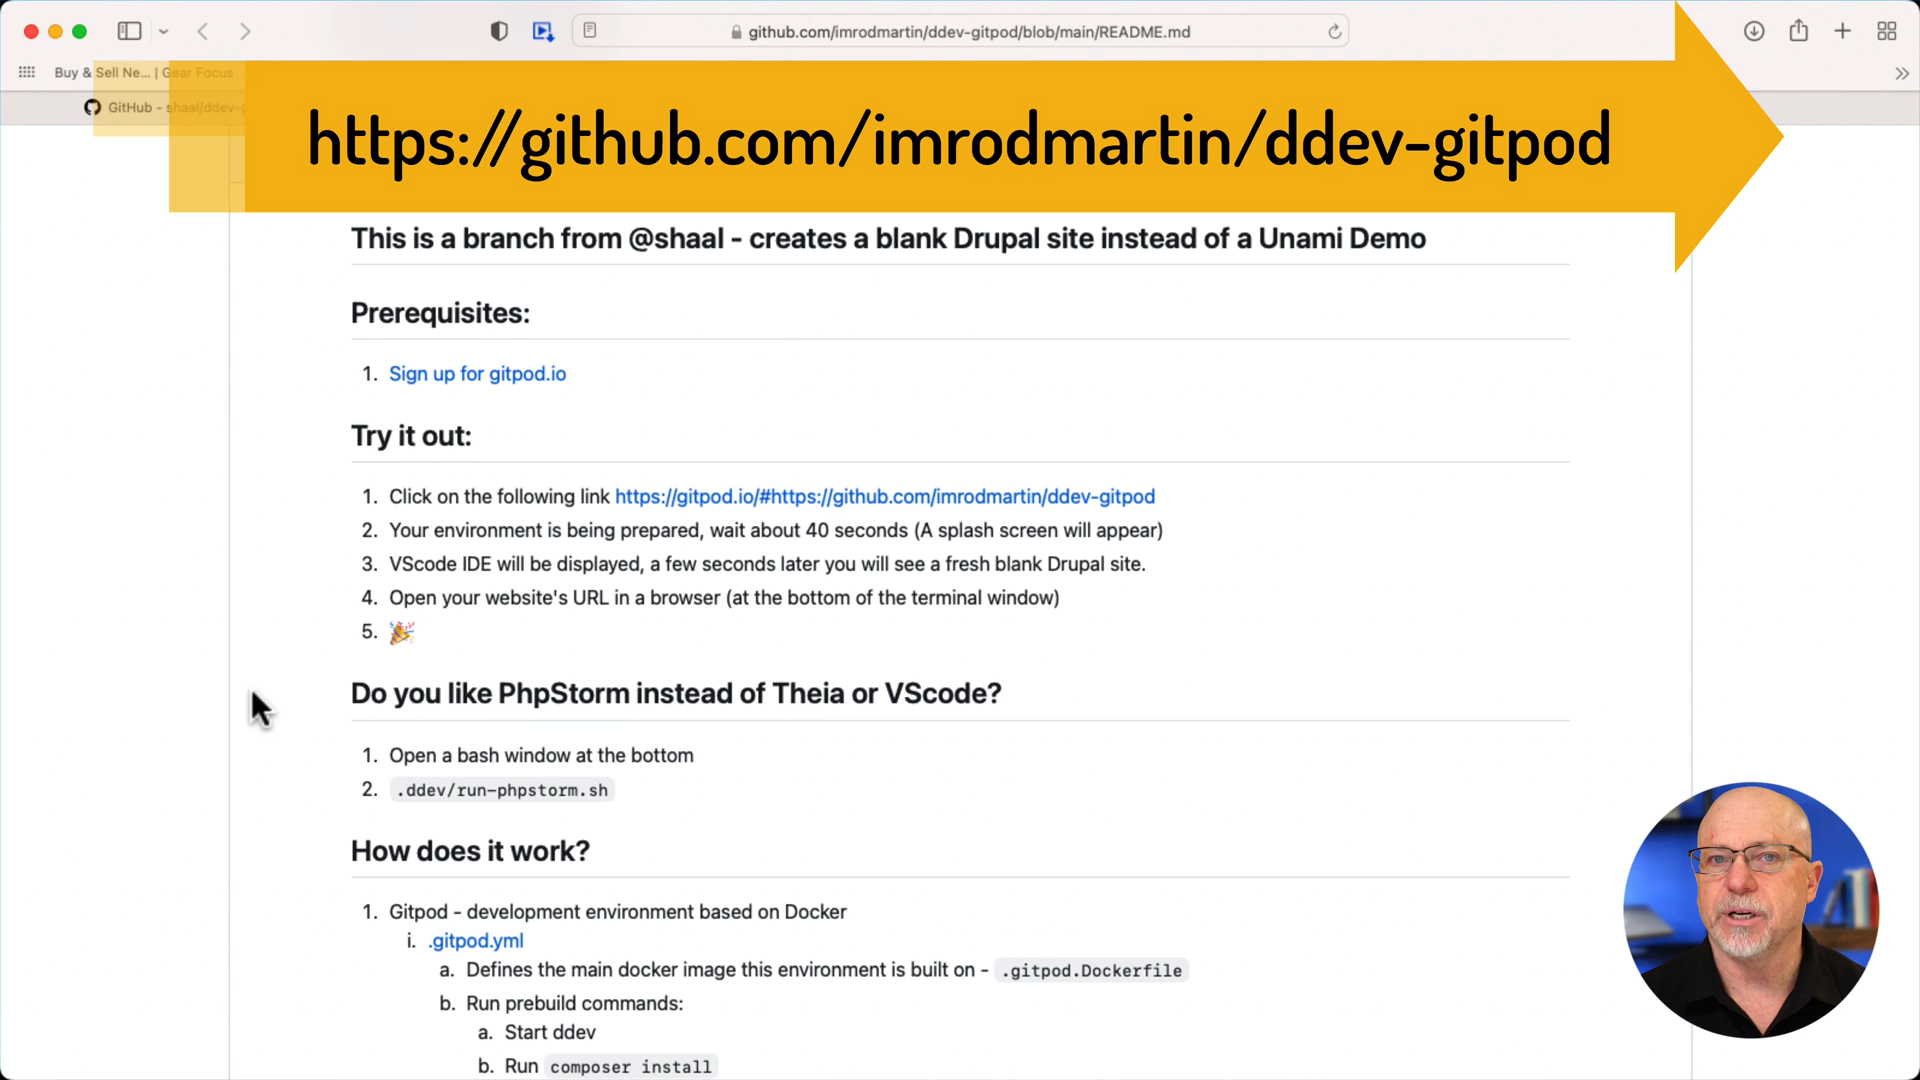 github.com/imrodmartin/ddev-gitpod/blob/main/README.md
Buy & Sell Ne... | Gear Focus
GitHub - shaal/ddev-g
https://github.com/imrodmartin/ddev-gitpod
This is a branch from @shaal - creates a blank Drupal site instead of a Unami Demo
Prerequisites:
1. Sign up for gitpod.io
Try it out:
1. Click on the following link https://gitpod.io/#https://github.com/imrodmartin/ddev-gitpod
2. Your environment is being prepared, wait about 40 seconds (A splash screen will appear)
3. VScode IDE will be displayed, a few seconds later you will see a fresh blank Drupal site.
4. Open your website's URL in a browser (at the bottom of the terminal window)
5. 🎉
Do you like PhpStorm instead of Theia or VScode?
1. Open a bash window at the bottom
2. .ddev/run-phpstorm.sh
How does it work?
1. Gitpod - development environment based on Docker
i. .gitpod.yml
a. Defines the main docker image this environment is built on - .gitpod.Dockerfile
b. Run prebuild commands:
a. Start ddev
b. Run composer install